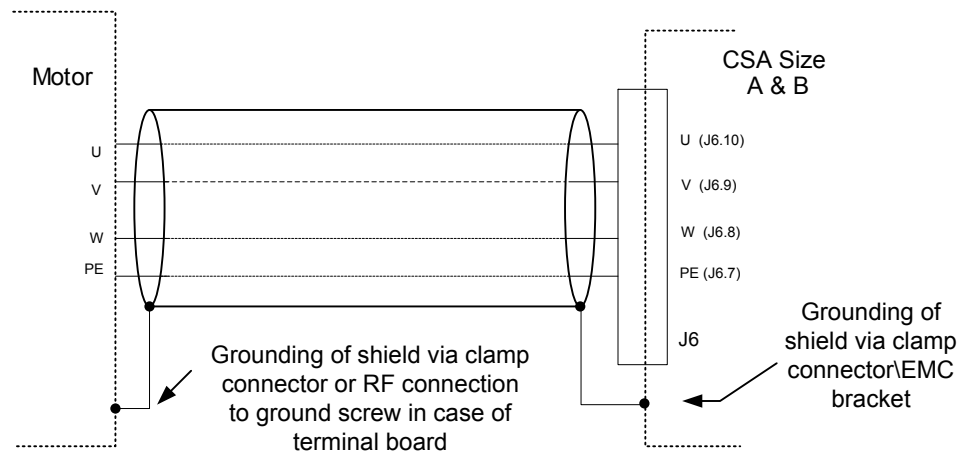 Motor
CSA Size
A & B
U
V
W
PE
U (J6.10)
V (J6.9)
W (J6.8)
PE (J6.7)
J6
Grounding of shield via clamp
connector or RF connection
to ground screw in case of
terminal board
Grounding of
shield via clamp
connector\EMC
bracket